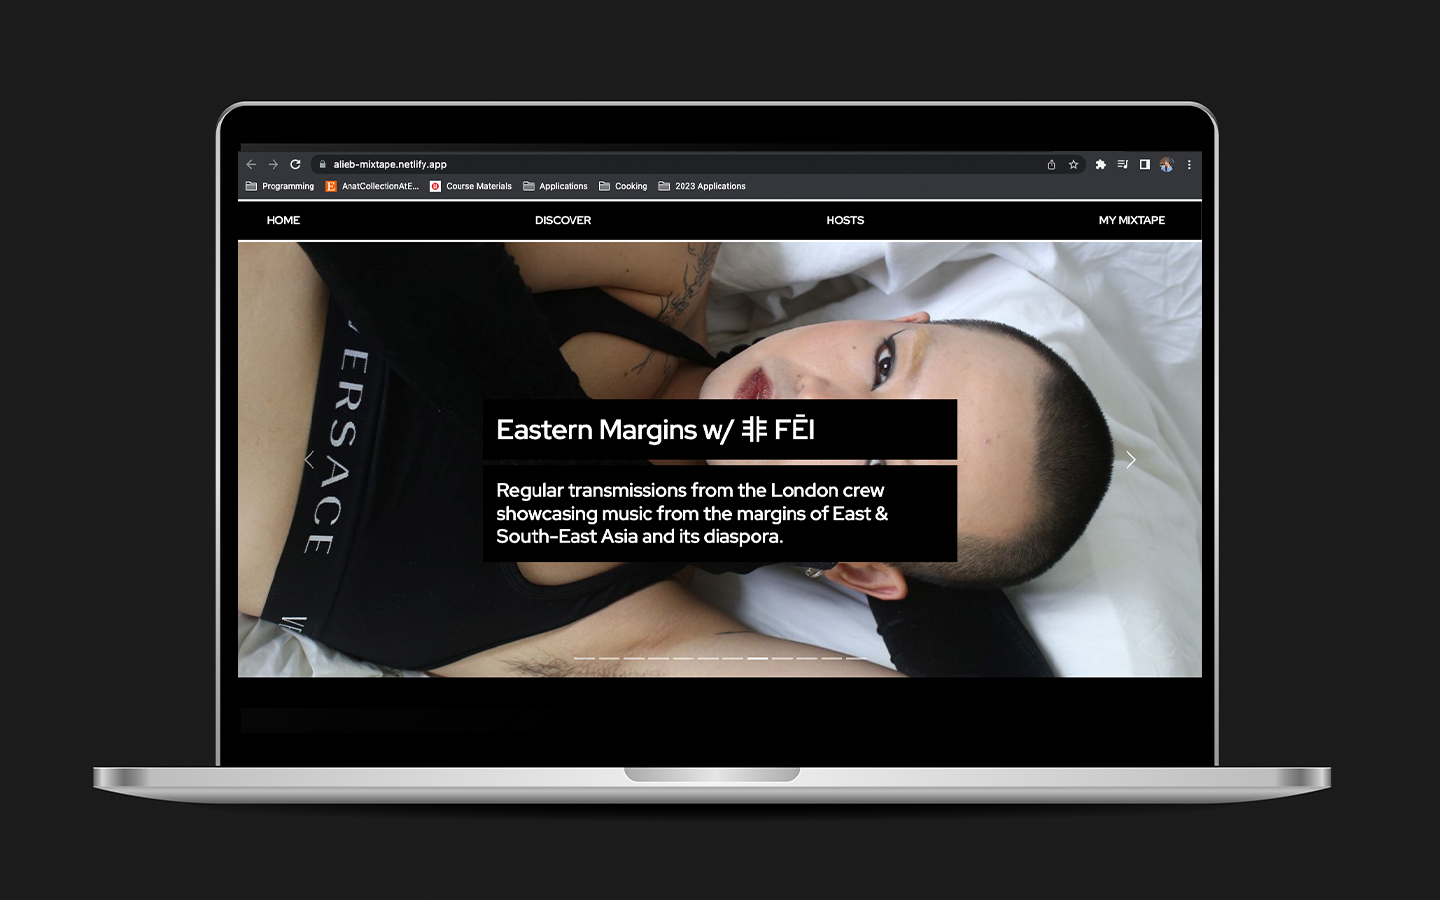 alieb-mixtape.netlify.app
Programming AnatCollectionAtE... Course Materials Applications Cooking 2023 Applications
HOME DISCOVER HOSTS MY MIXTAPE
VERSACE
Eastern Margins w/ 非 FĒI
Regular transmissions from the London crew
showcasing music from the margins of East &
South-East Asia and its diaspora.